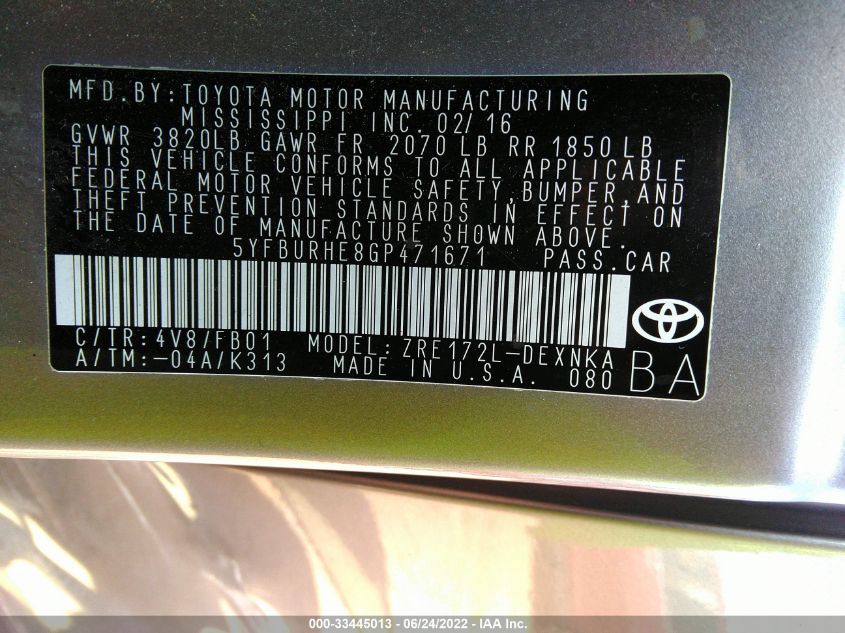 MFD.BY:TOYOTA MOTOR MANUFACTURING
MISSISSIPPI INC. 02/16
GVWR 3820LB GAWR FR 2070 LB RR 1850 LB
THIS VEHICLE CONFORMS TO ALL APPLICABLE
FEDERAL MOTOR VEHICLE SAFETY,BUMPER,AND
THEFT PREVENTION STANDARDS IN EFFECT ON
THE DATE OF MANUFACTURE SHOWN ABOVE.
5YFBURHE8GP471671 PASS.CAR
C/TR:4V8/FB01 MODEL:ZRE172L-DEXNKA
A/TM:-04A/K313 MADE IN U.S.A. 080 BA
000-33445013 - 06/24/2022 - IAA Inc.